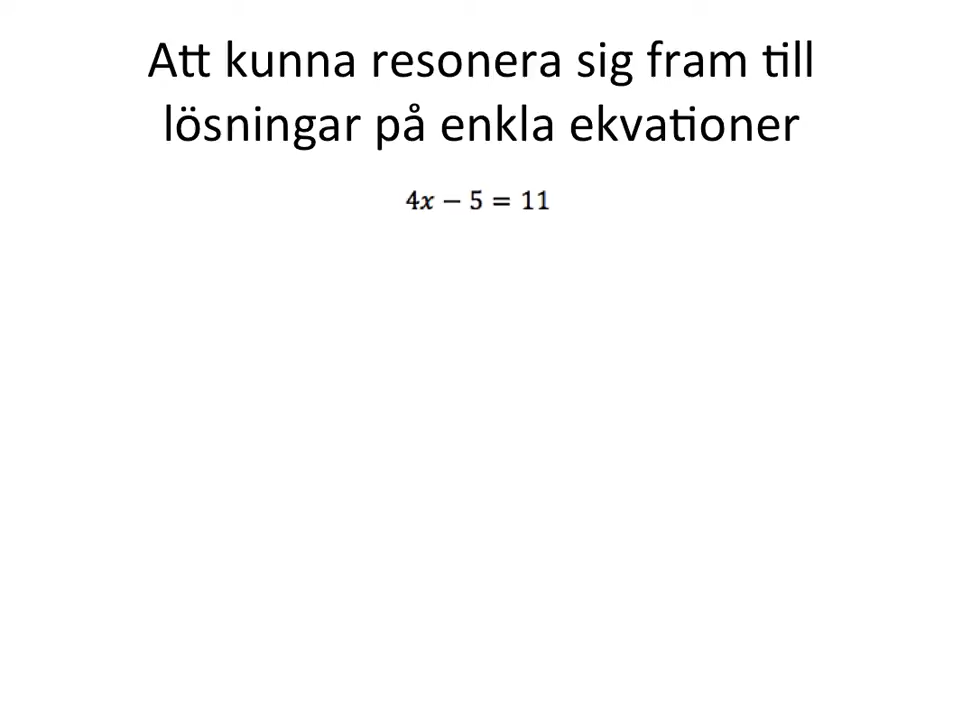 Att kunna resonera sig fram till
lösningar på enkla ekvationer
4x − 5 = 11